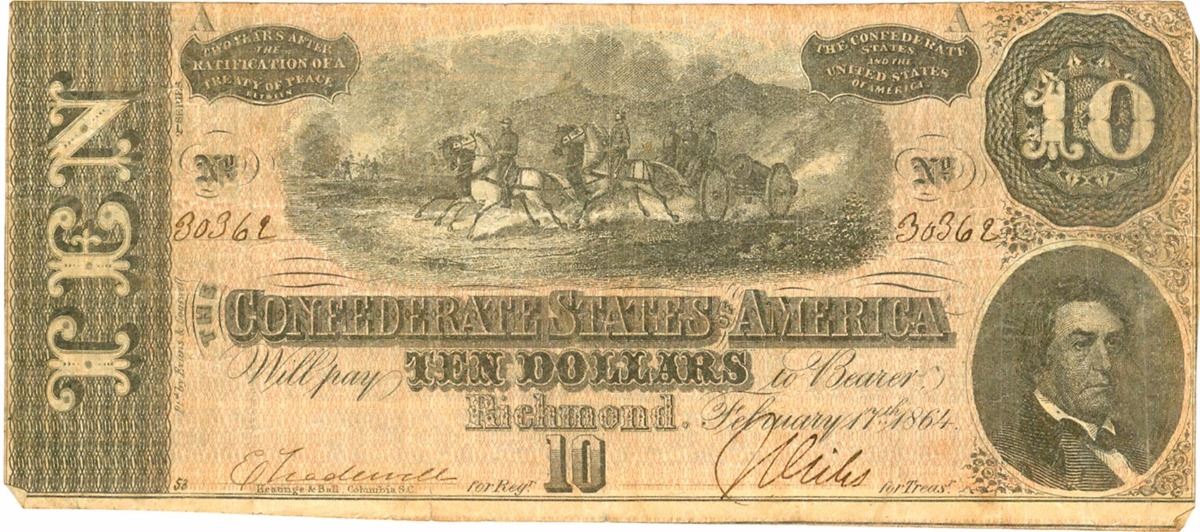 A
A
TWO YEARS AFTER
THE
RATIFICATION OF A
TREATY OF PEACE
BETWEEN
THE CONFEDERATE
STATES
AND THE
UNITED STATES
OF AMERICA.
10
TEN
No
No
30362
30362
THE
CONFEDERATE STATES OF AMERICA
Will pay TEN DOLLARS to Bearer.
Richmond. February 17th 1864.
10
58
Keatinge & Ball, Columbia S.C.
for Regr
for Treasr